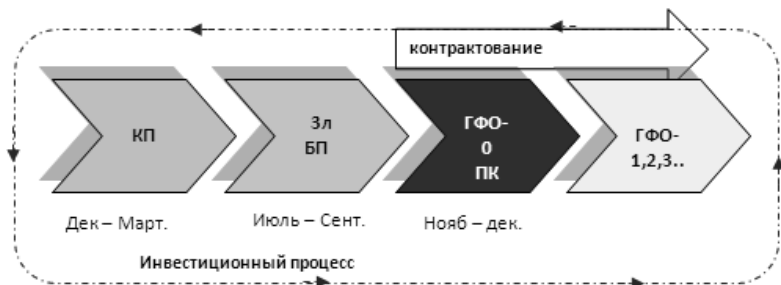 контрактование
КП
3л
БП
ГФО-
0
ПК
ГФО-
1,2,3..
Дек – Март.
Июль – Сент.
Нояб – дек.
Инвестиционный процесс